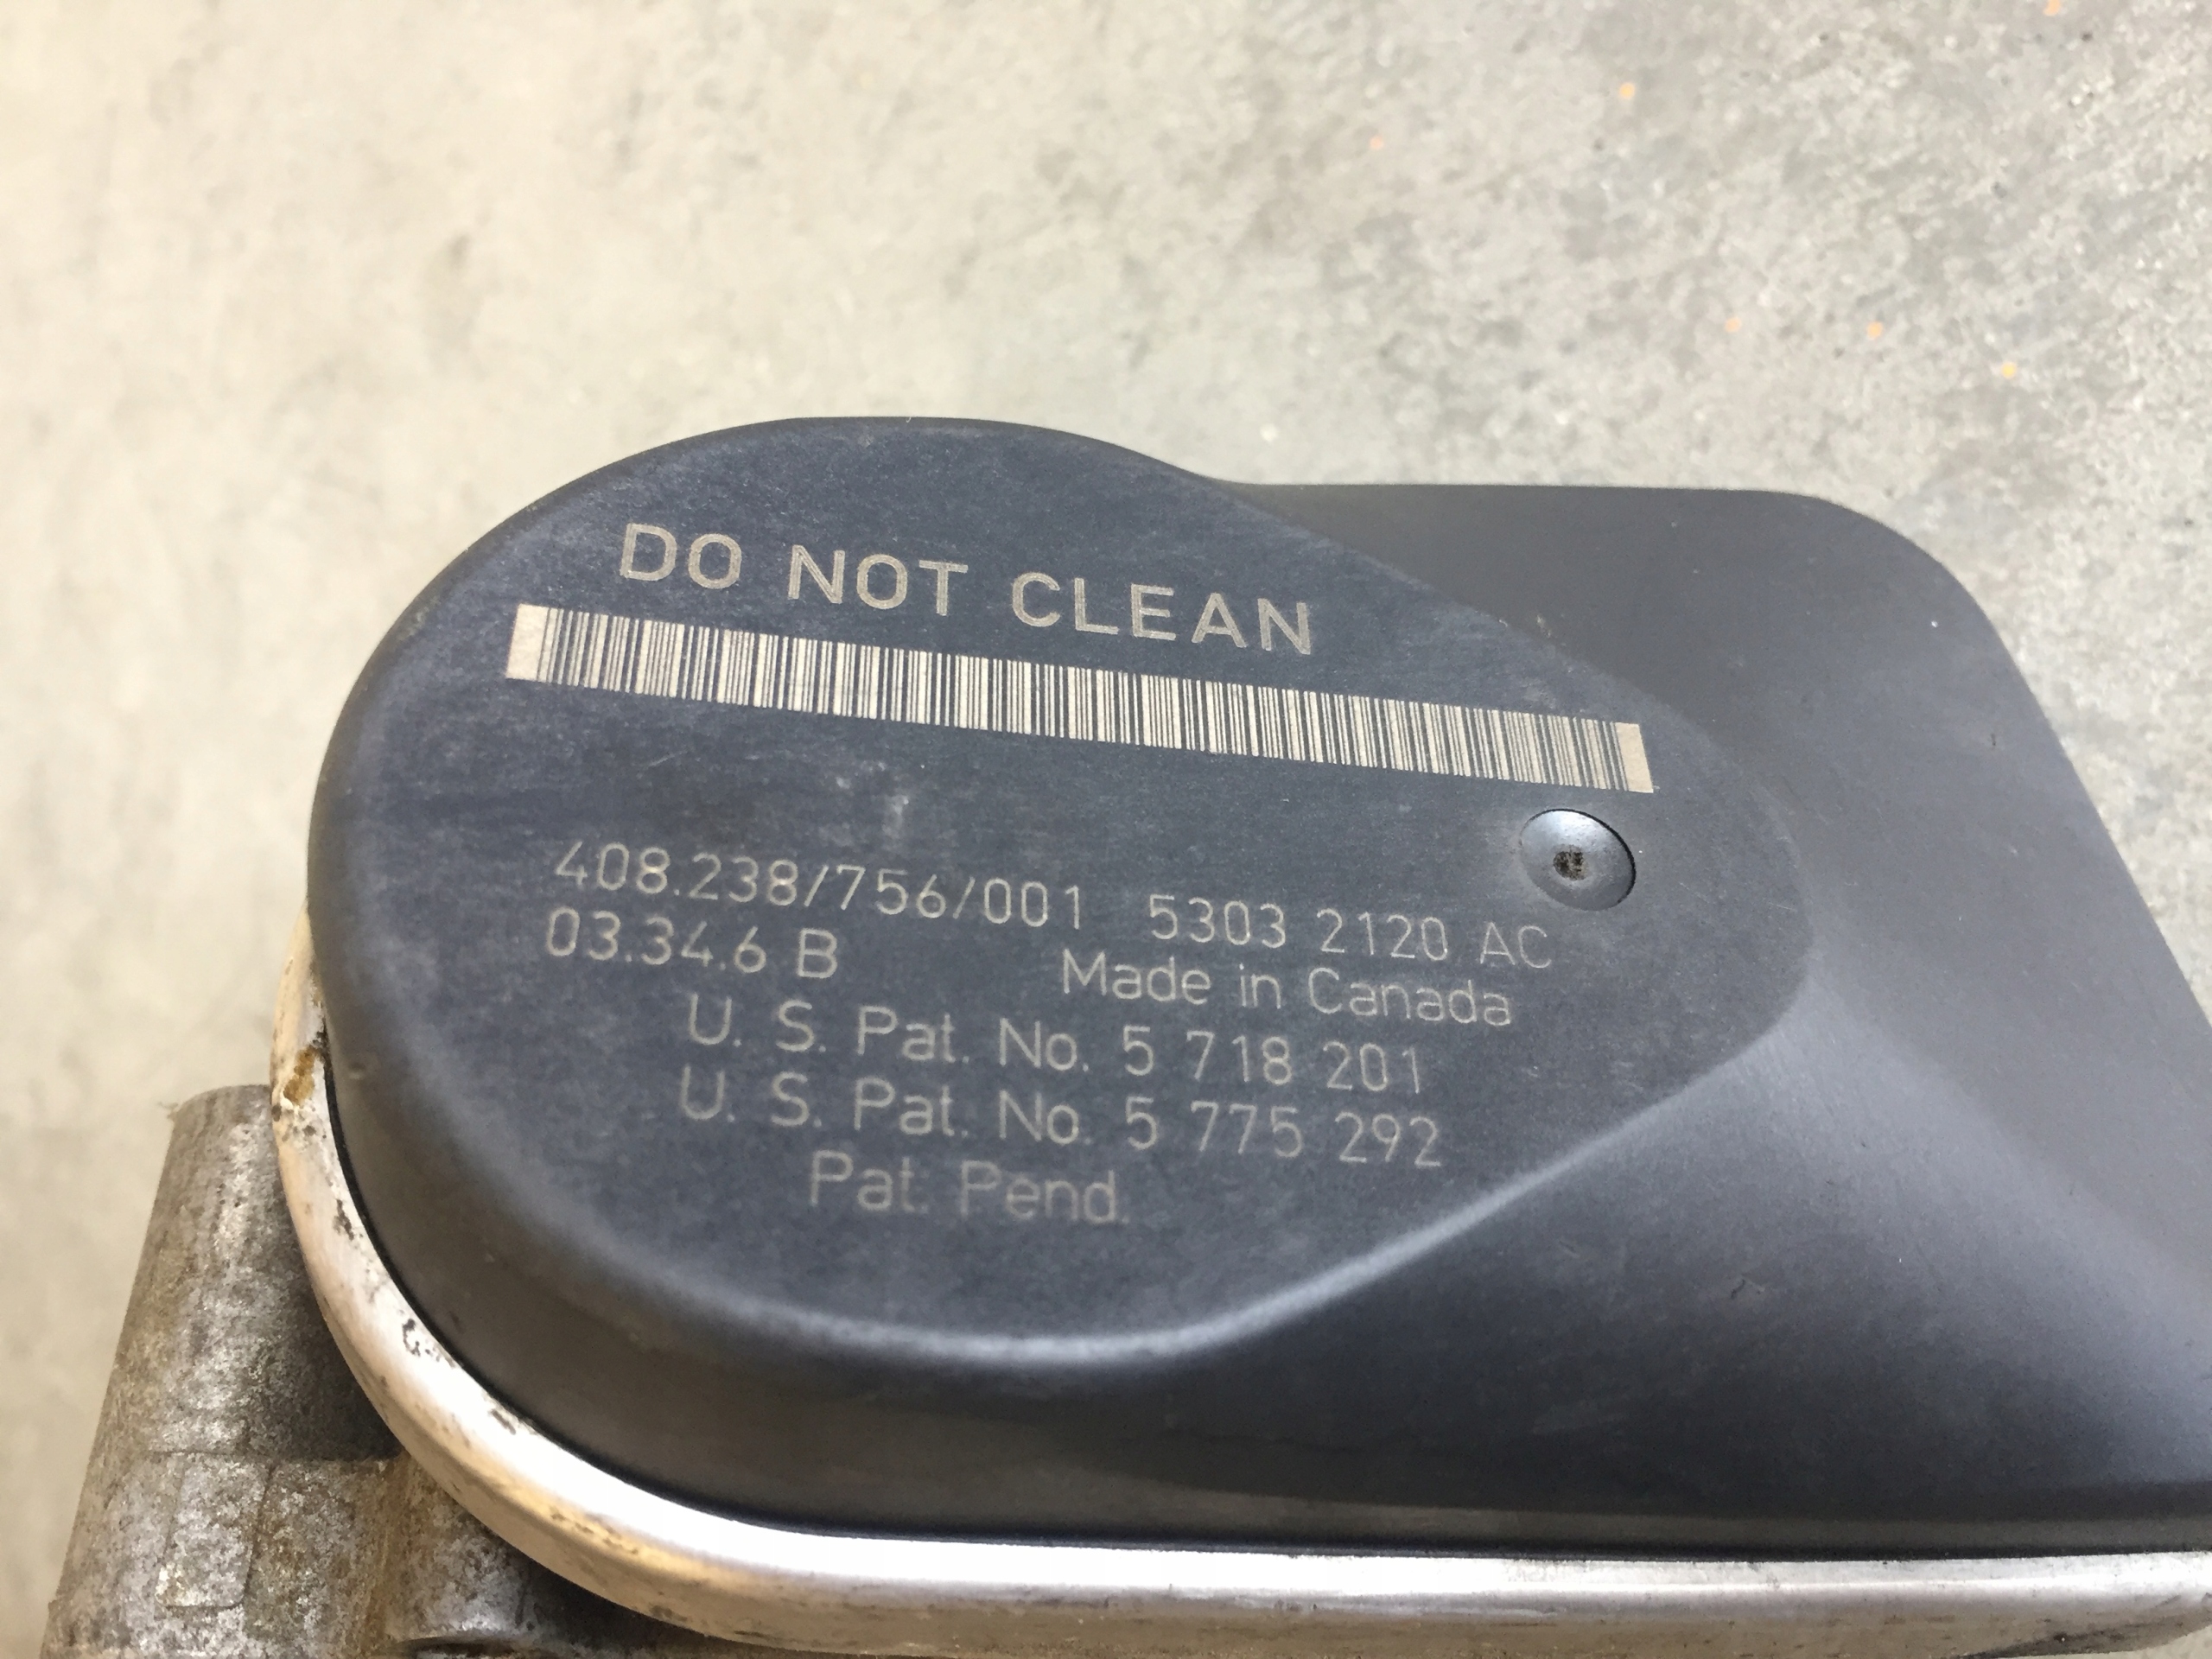 DO NOT CLEAN
408.238/756/001 5303 2120 AC
03.34.6 B Made in Canada
U. S. Pat. No. 5 718 201
U. S. Pat. No. 5 775 292
Pat. Pend.